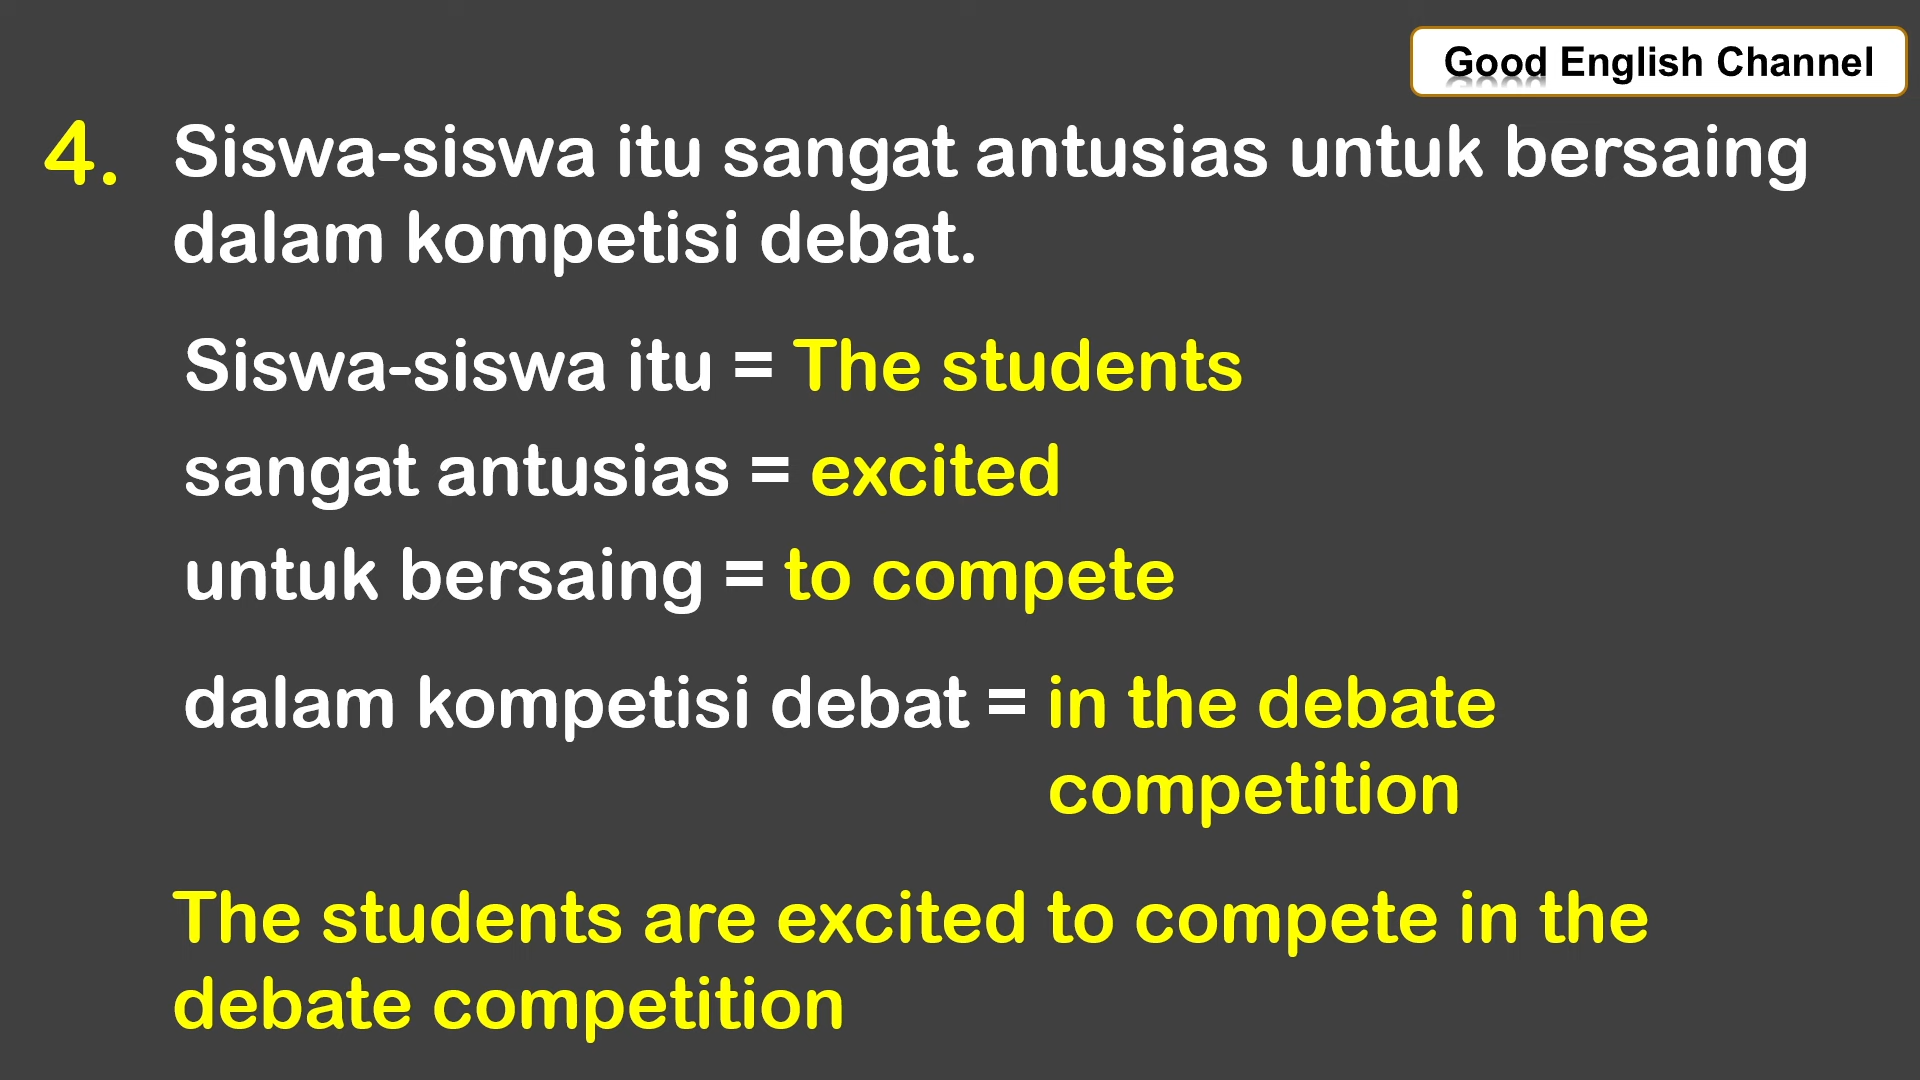 Good English Channel
4. Siswa-siswa itu sangat antusias untuk bersaing
dalam kompetisi debat.
Siswa-siswa itu = The students
sangat antusias = excited
untuk bersaing = to compete
dalam kompetisi debat = in the debate
competition
The students are excited to compete in the
debate competition